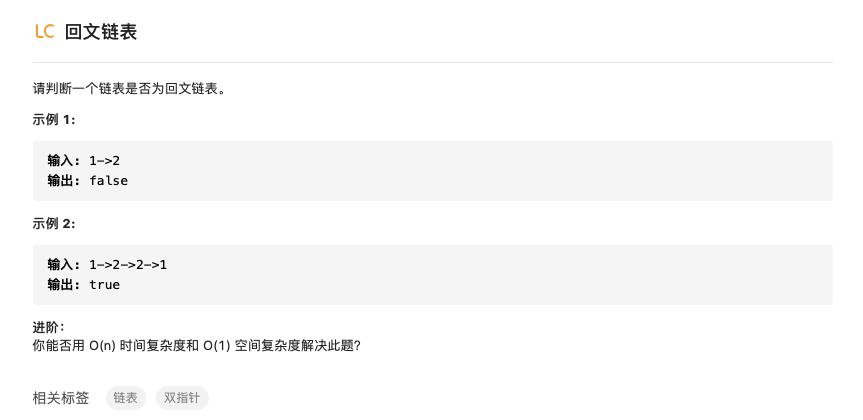 LC 回文链表
请判断一个链表是否为回文链表。
示例 1:
输入: 1->2
输出: false
示例 2:
输入: 1->2->2->1
输出: true
进阶：
你能否用 O(n) 时间复杂度和 O(1) 空间复杂度解决此题？
相关标签 链表 双指针